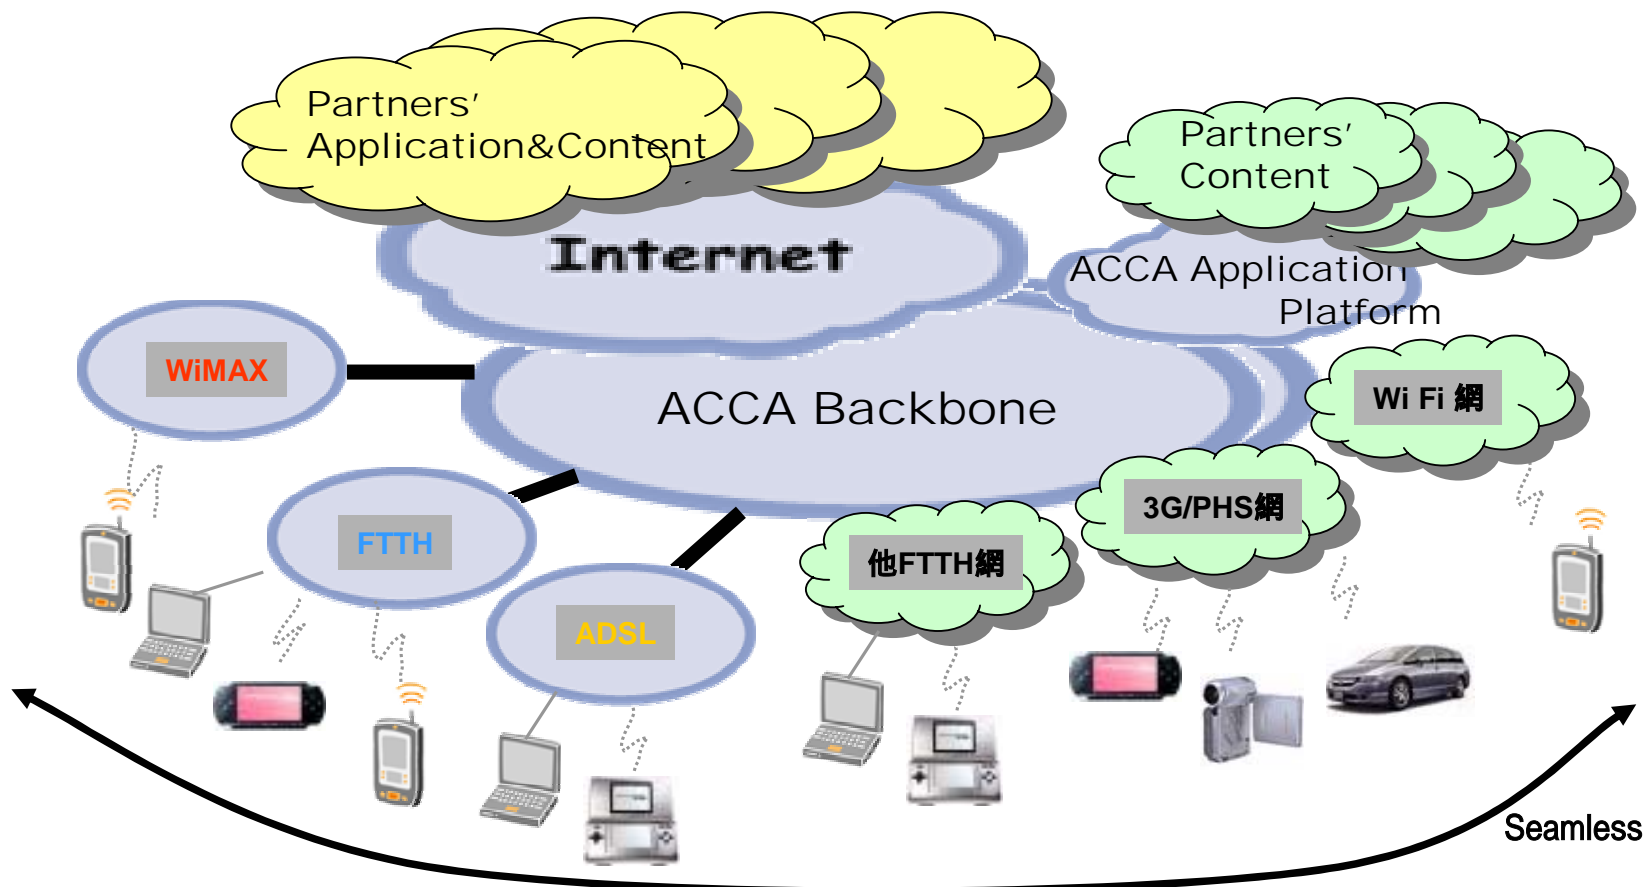 Partners'
Application&Content
Partners'
Content
Internet
ACCA Application
Platform
WiMAX
ACCA Backbone
Wi Fi 網
3G/PHS網
FTTH
他FTTH網
ADSL
Seamless